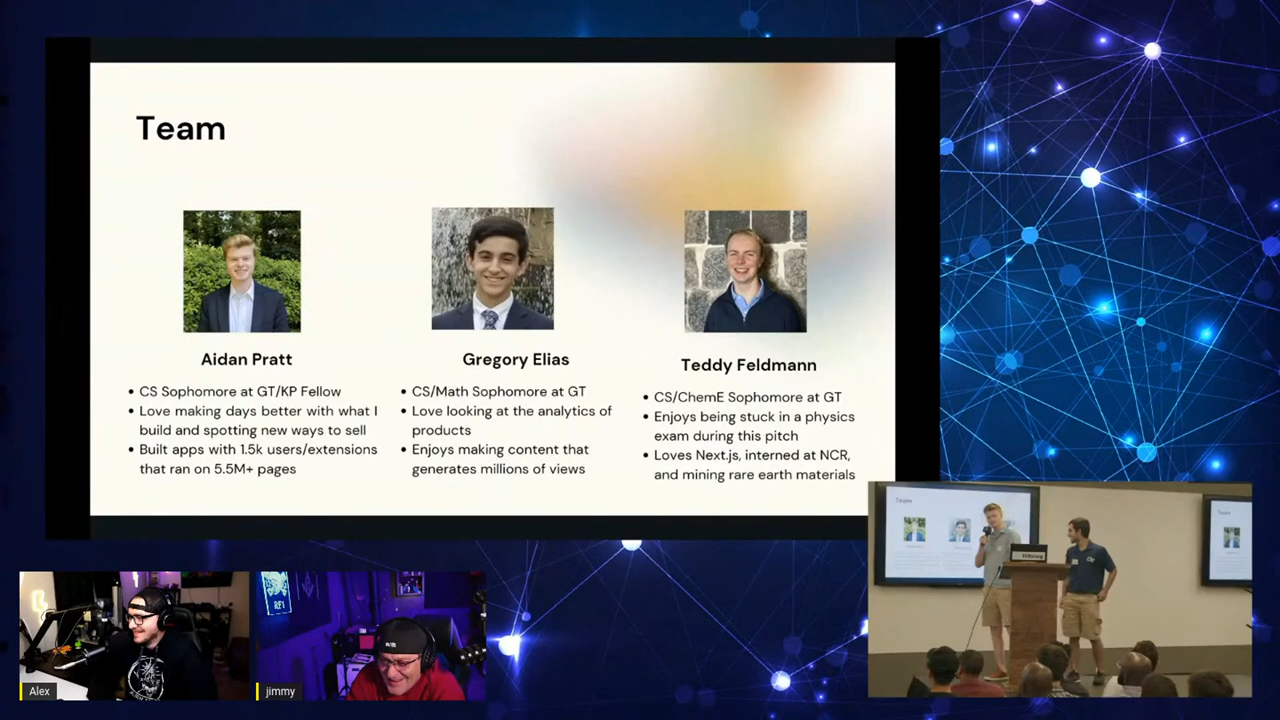 Team
Aidan Pratt
• CS Sophomore at GT/KP Fellow
• Love making days better with what I
build and spotting new ways to sell
• Built apps with 1.5k users/extensions
that ran on 5.5M+ pages
Gregory Elias
• CS/Math Sophomore at GT
• Love looking at the analytics of
products
• Enjoys making content that
generates millions of views
Teddy Feldmann
• CS/ChemE Sophomore at GT
• Enjoys being stuck in a physics
exam during this pitch
• Loves Next.js, interned at NCR,
and mining rare earth materials
Team
Team
Alex
jimmy